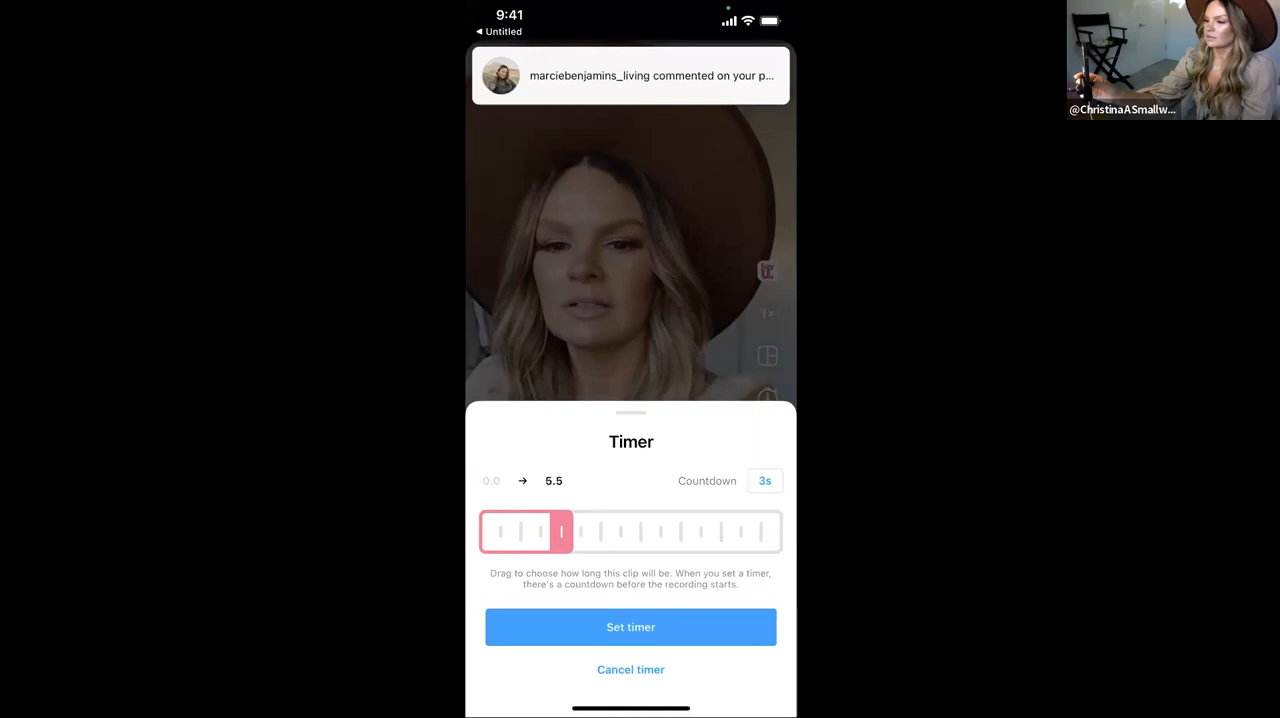 9:41
◀ Untitled
marciebenjamins_living commented on your p...
@ChristinaASmallw...
1×
Timer
0.0 → 5.5
Countdown 3s
Drag to choose how long this clip will be. When you set a timer,
there's a countdown before the recording starts.
Set timer
Cancel timer